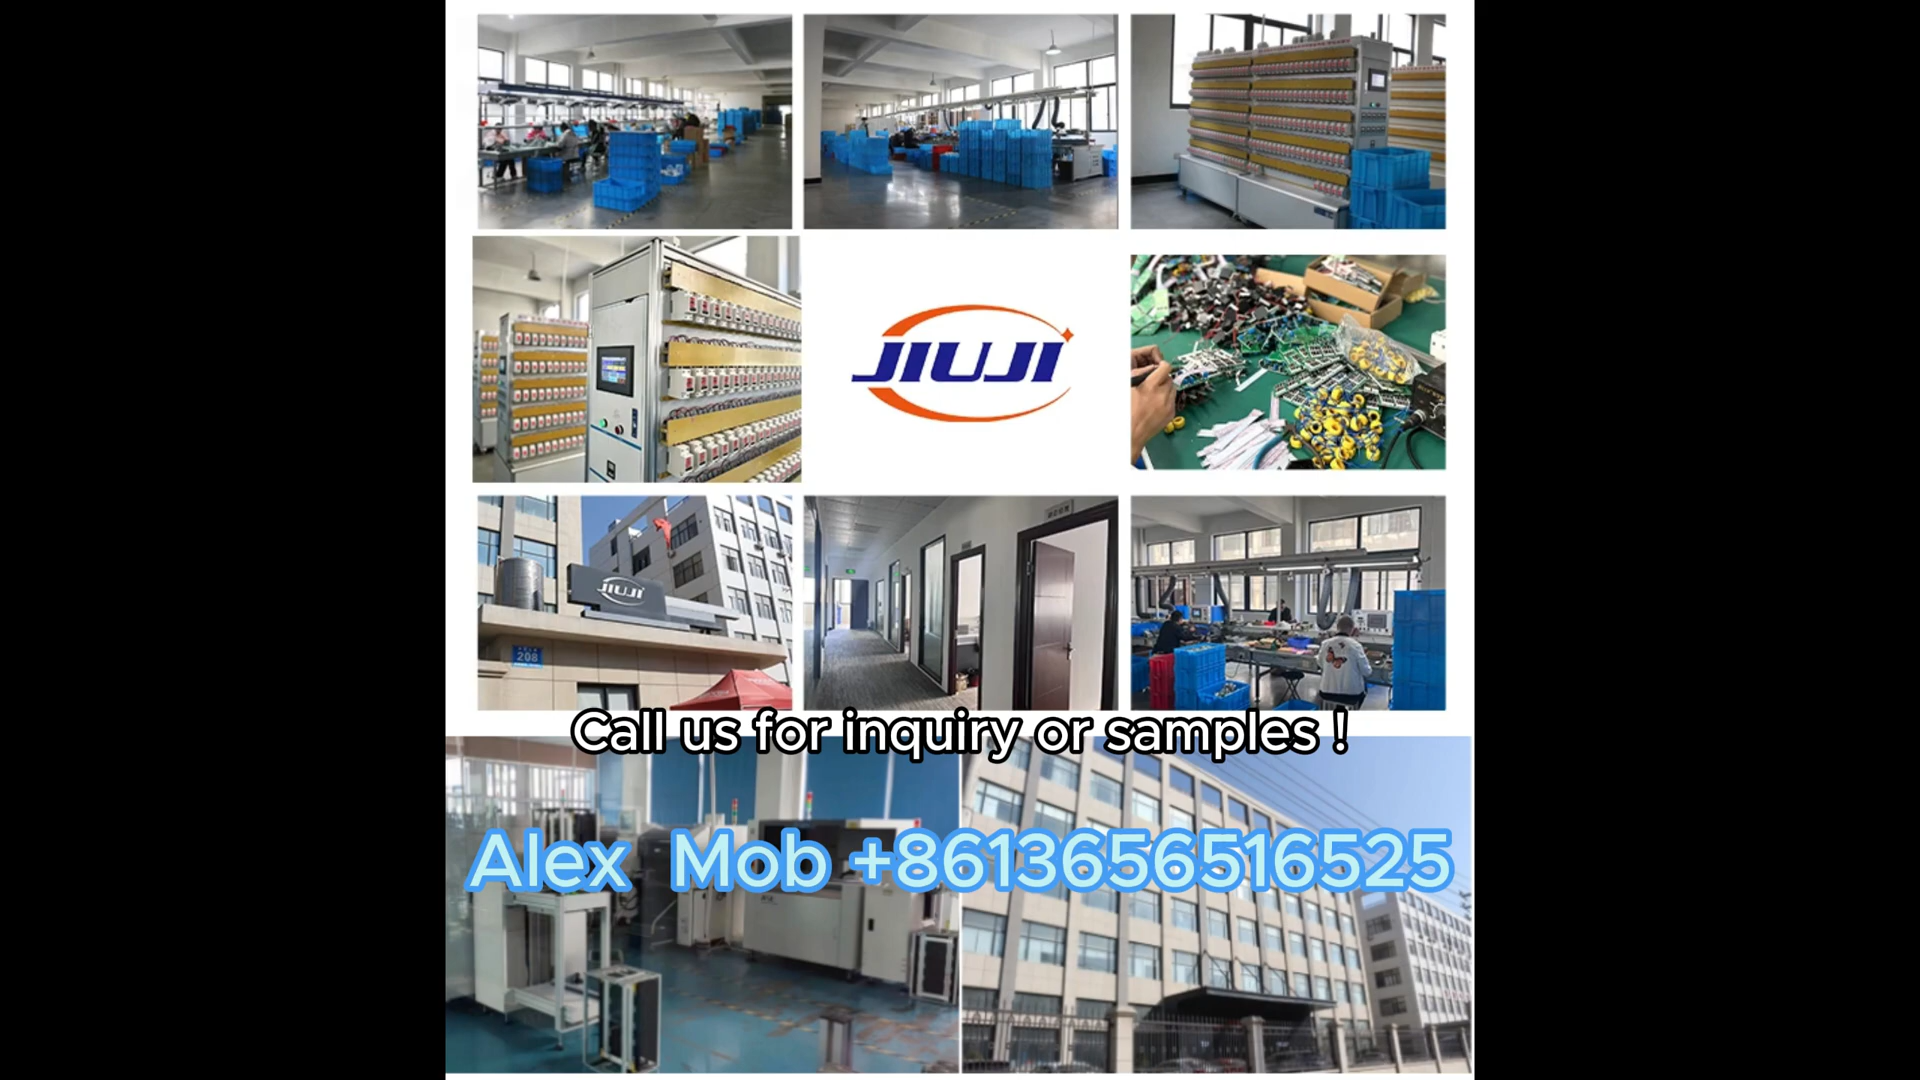 JIUJI
JIUJI
208
Call us for inquiry or samples !
Alex Mob +8613656516525